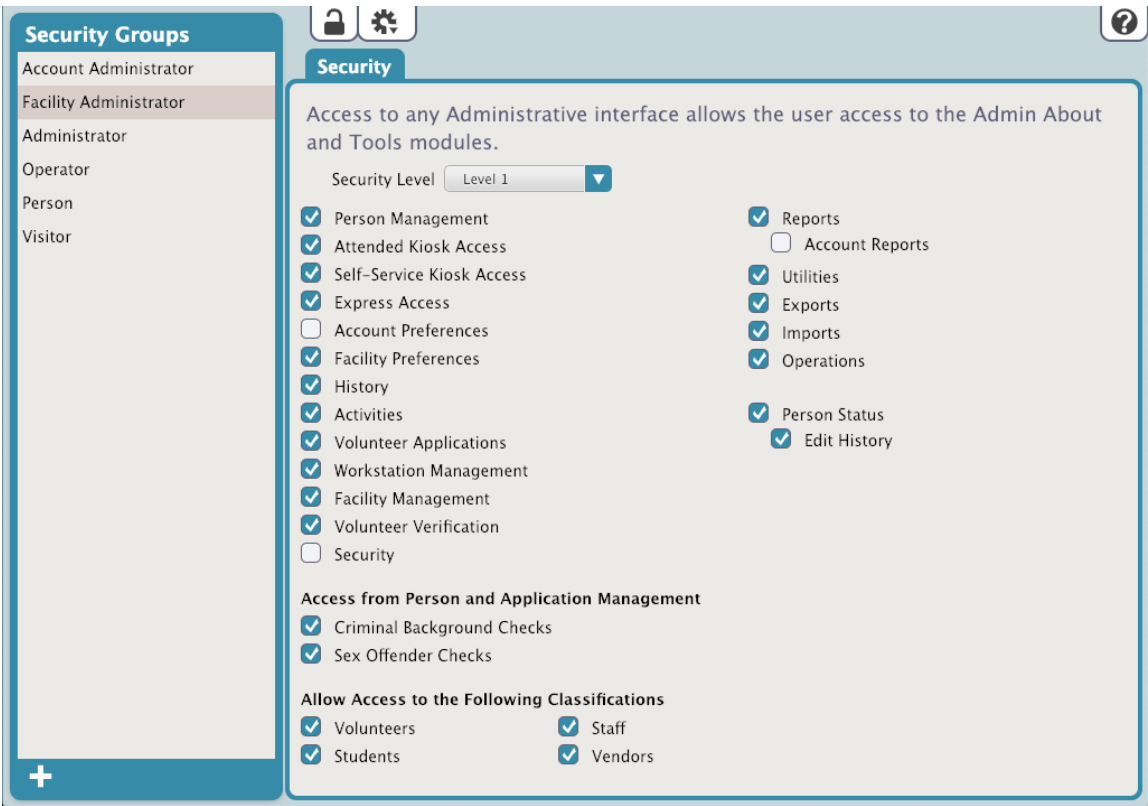 Security Groups
Account Administrator
Facility Administrator
Administrator
Operator
Person
Visitor
Security
Access to any Administrative interface allows the user access to the Admin About
and Tools modules.
Security Level Level 1
Person Management
Attended Kiosk Access
Self-Service Kiosk Access
Express Access
Account Preferences
Facility Preferences
History
Activities
Volunteer Applications
Workstation Management
Facility Management
Volunteer Verification
Security
Reports
Account Reports
Utilities
Exports
Imports
Operations
Person Status
Edit History
Access from Person and Application Management
Criminal Background Checks
Sex Offender Checks
Allow Access to the Following Classifications
Volunteers Staff
Students Vendors